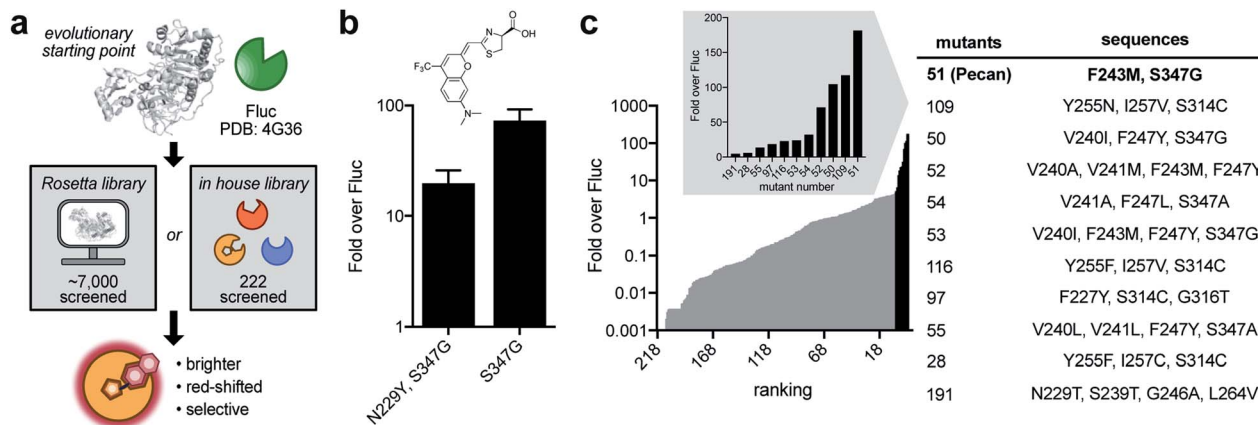 a
evolutionary
starting point
Fluc
PDB: 4G36
Rosetta library
~7,000
screened
or
in house library
222
screened
• brighter
• red-shifted
• selective
b
O
OH
N
S
F3C
O
N
Fold over Fluc
100
10
1
N229Y, S347G
S347G
c
Fold over Fluc
1000
100
10
1
0.1
0.01
0.001
218
168
118
68
18
ranking
Fold over Fluc
200
150
100
50
0
191
28
55
97
116
53
54
52
50
109
51
mutant number
mutants sequences
51 (Pecan) F243M, S347G
109 Y255N, I257V, S314C
50 V240I, F247Y, S347G
52 V240A, V241M, F243M, F247Y
54 V241A, F247L, S347A
53 V240I, F243M, F247Y, S347G
116 Y255F, I257V, S314C
97 F227Y, S314C, G316T
55 V240L, V241L, F247Y, S347A
28 Y255F, I257C, S314C
191 N229T, S239T, G246A, L264V